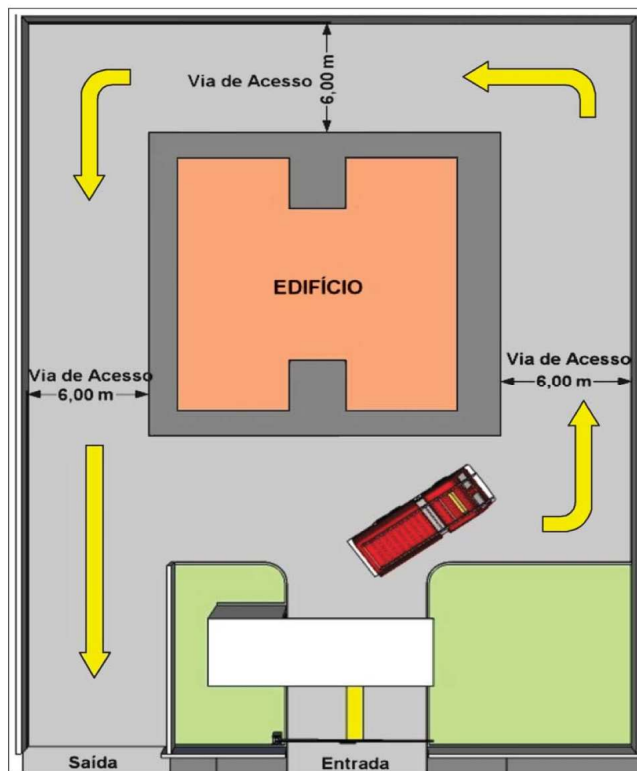 Via de Acesso
6,00 m
EDIFÍCIO
Via de Acesso
6,00 m
Via de Acesso
6,00 m
Saída
Entrada